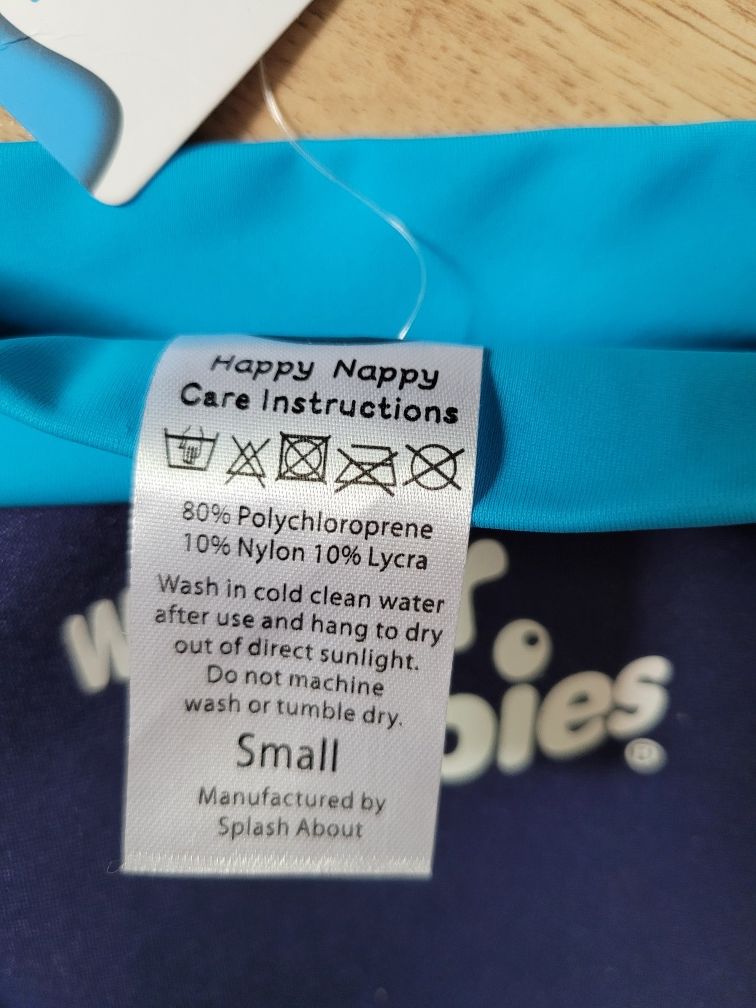 Happy Nappy
Care Instructions
80% Polychloroprene
10% Nylon 10% Lycra
Wash in cold clean water
after use and hang to dry
out of direct sunlight.
Do not machine
wash or tumble dry.
Small
Manufactured by
Splash About